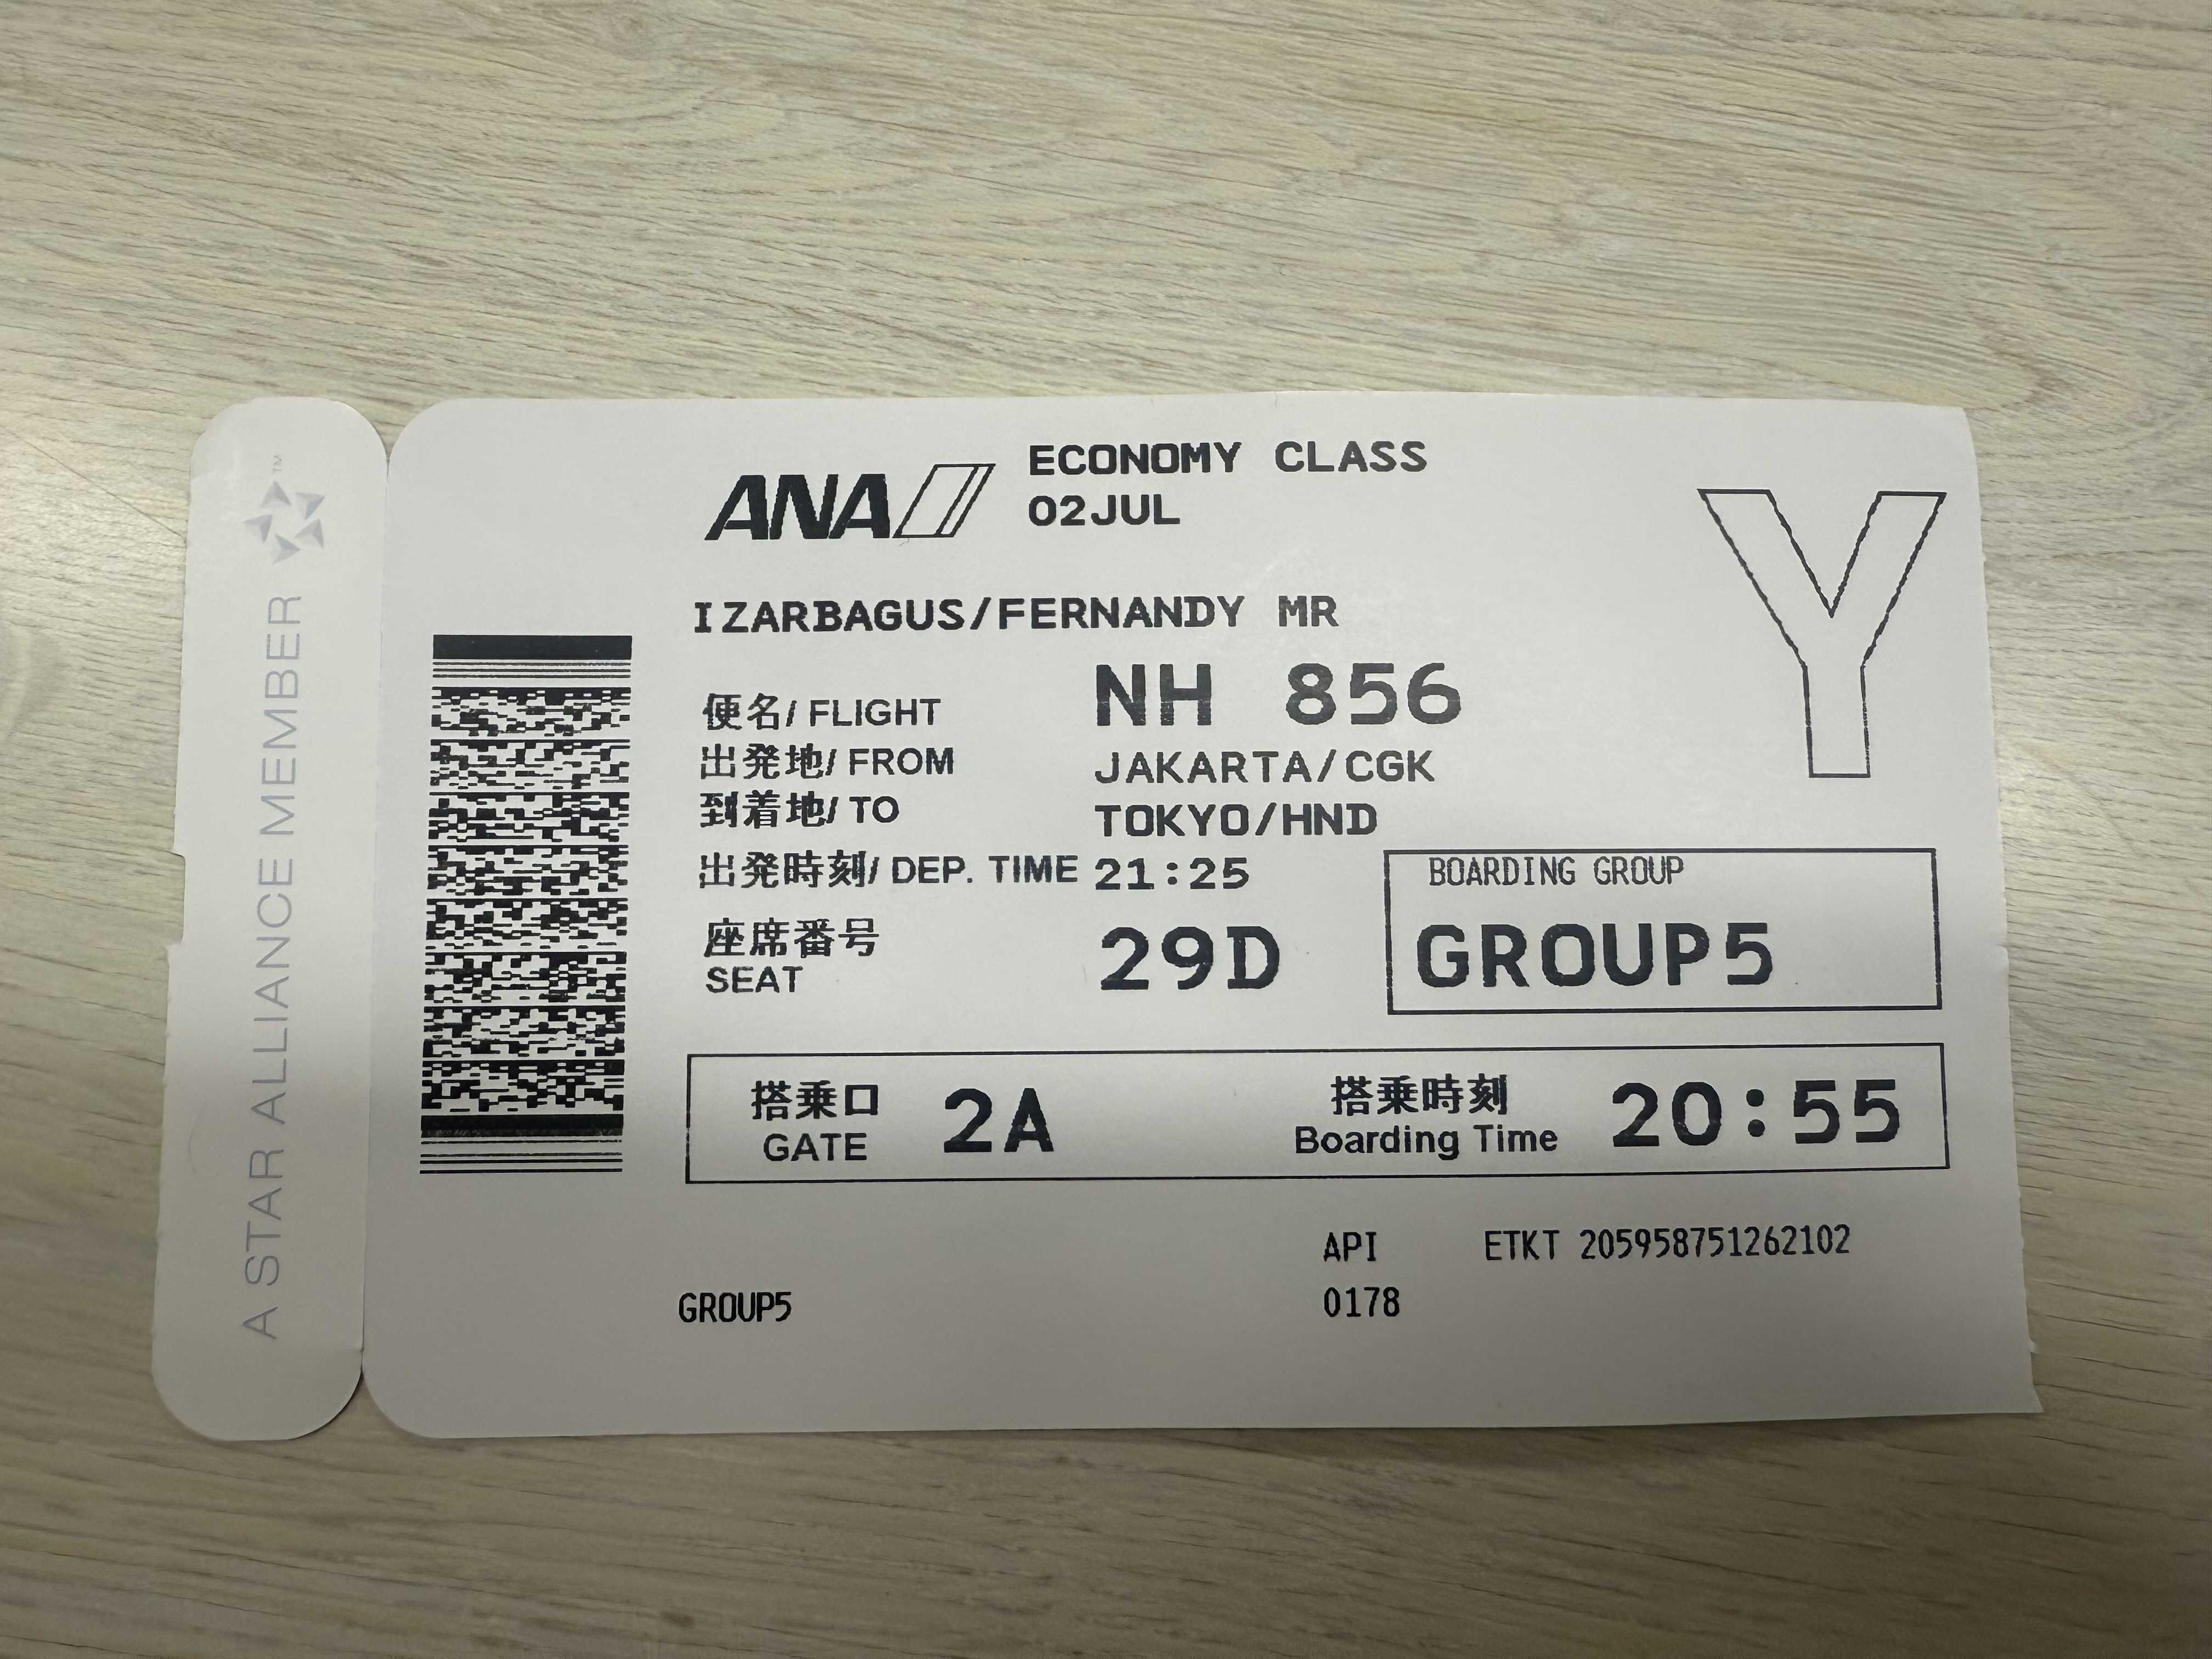 A STAR ALLIANCE MEMBER
ANA
ECONOMY CLASS
02JUL
IZARBAGUS/FERNANDY MR
Y
便名/ FLIGHT NH 856
出発地/ FROM JAKARTA/CGK
到着地/ TO TOKYO/HND
出発時刻/ DEP. TIME 21:25
座席番号
SEAT 29D
BOARDING GROUP
GROUP5
搭乗口
GATE 2A
搭乗時刻
Boarding Time 20:55
API ETKT 205958751262102
GROUP5 0178